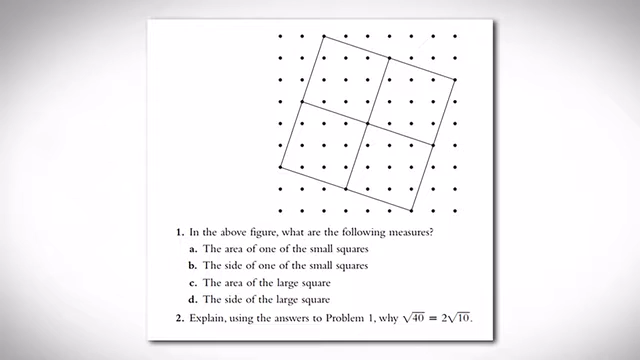 1. In the above figure, what are the following measures?
a. The area of one of the small squares
b. The side of one of the small squares
c. The area of the large square
d. The side of the large square
2. Explain, using the answers to Problem 1, why √40 = 2√10.